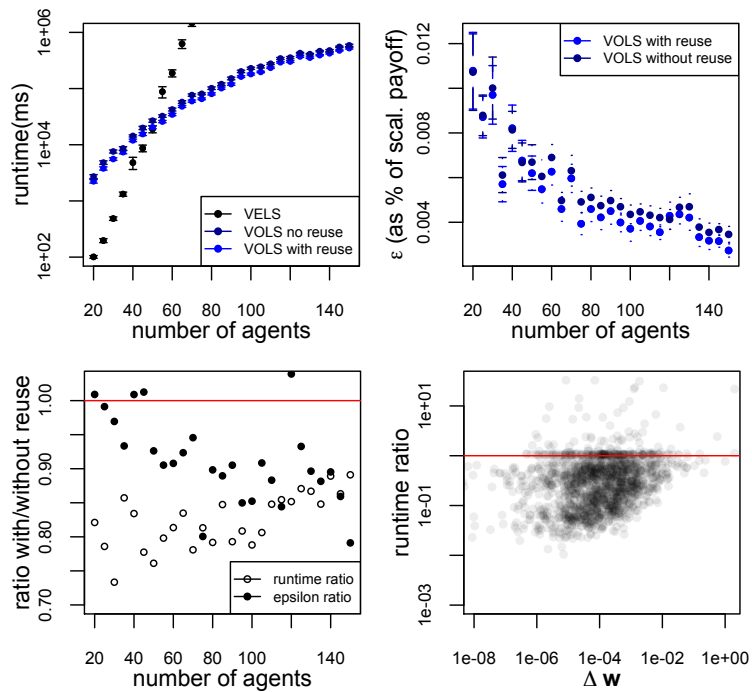 1e+06
1e+04
1e+02
runtime(ms)
VELS
VOLS no reuse
VOLS with reuse
20 40 60 80 100 140
number of agents
0.012
0.008
0.004
ε (as % of scal. payoff)
VOLS with reuse
VOLS without reuse
20 40 60 80 100 140
number of agents
1.00
0.90
0.80
0.70
ratio with/without reuse
runtime ratio
epsilon ratio
20 40 60 80 100 140
number of agents
1e+01
1e-01
1e-03
runtime ratio
1e-08 1e-06 1e-04 1e-02 1e+00
Δ w